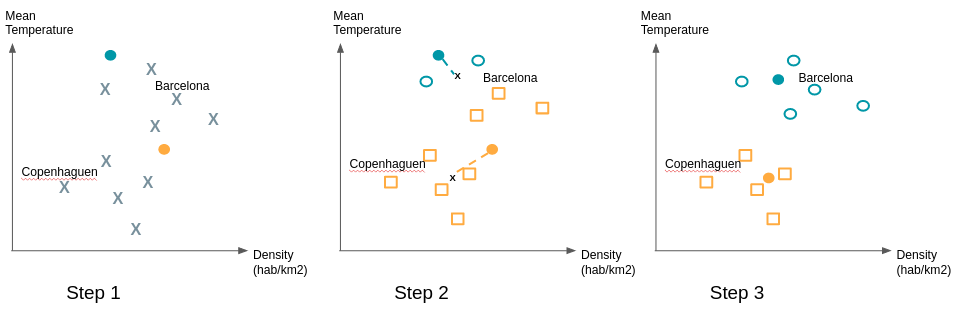 Mean
Temperature
X
X
Barcelona
X
X
X
X
Copenhaguen
X
X
X
X
Density
(hab/km2)
Step 1
Mean
Temperature
x
Barcelona
Copenhaguen
x
Density
(hab/km2)
Step 2
Mean
Temperature
Barcelona
Copenhaguen
Density
(hab/km2)
Step 3